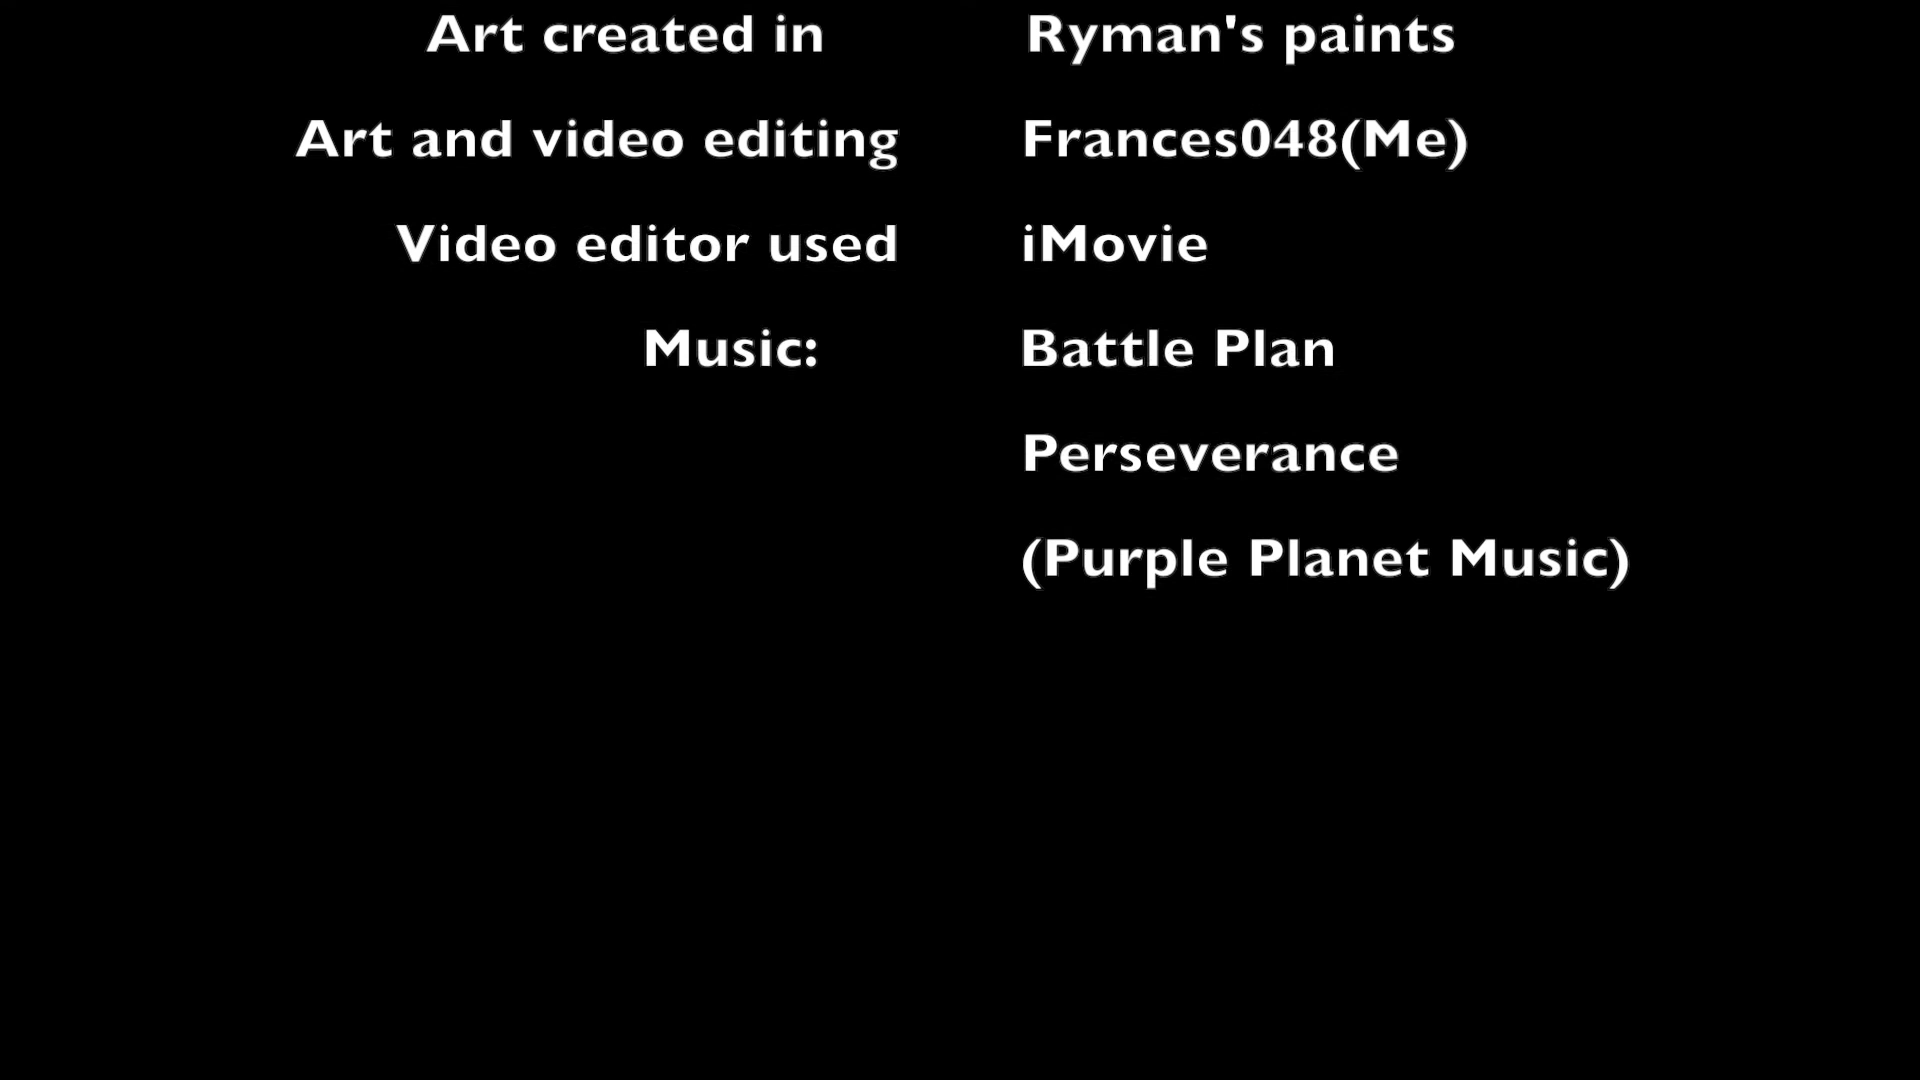 Art created in Ryman's paints
Art and video editing Frances048(Me)
Video editor used iMovie
Music: Battle Plan
Perseverance
(Purple Planet Music)